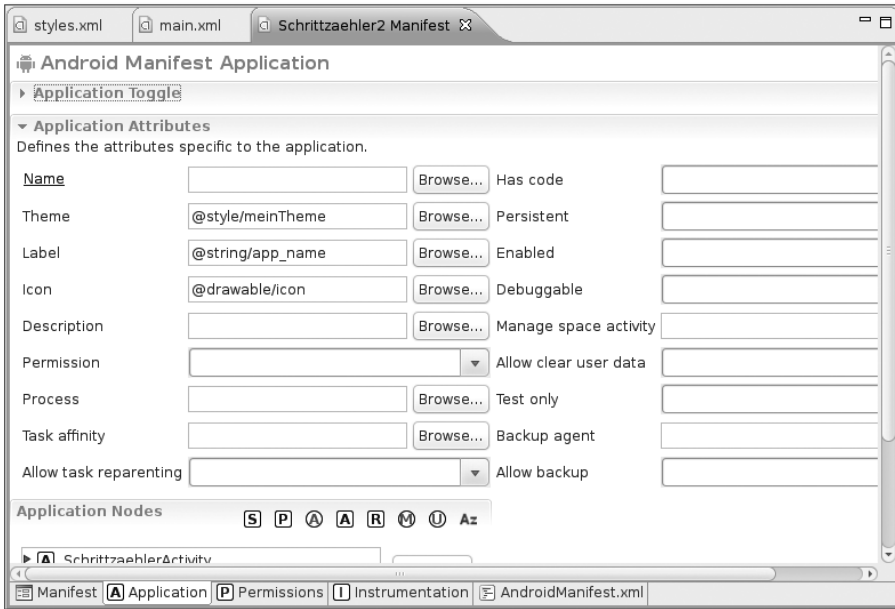 styles.xml main.xml Schrittzaehler2 Manifest
Android Manifest Application
Application Toggle
Application Attributes
Defines the attributes specific to the application.
Name Browse... Has code
Theme @style/meinTheme Browse... Persistent
Label @string/app_name Browse... Enabled
Icon @drawable/icon Browse... Debuggable
Description Browse... Manage space activity
Permission Allow clear user data
Process Browse... Test only
Task affinity Browse... Backup agent
Allow task reparenting Allow backup
Application Nodes S P A A R M U Az
A SchrittzaehlerActivity
Manifest A Application P Permissions I Instrumentation AndroidManifest.xml